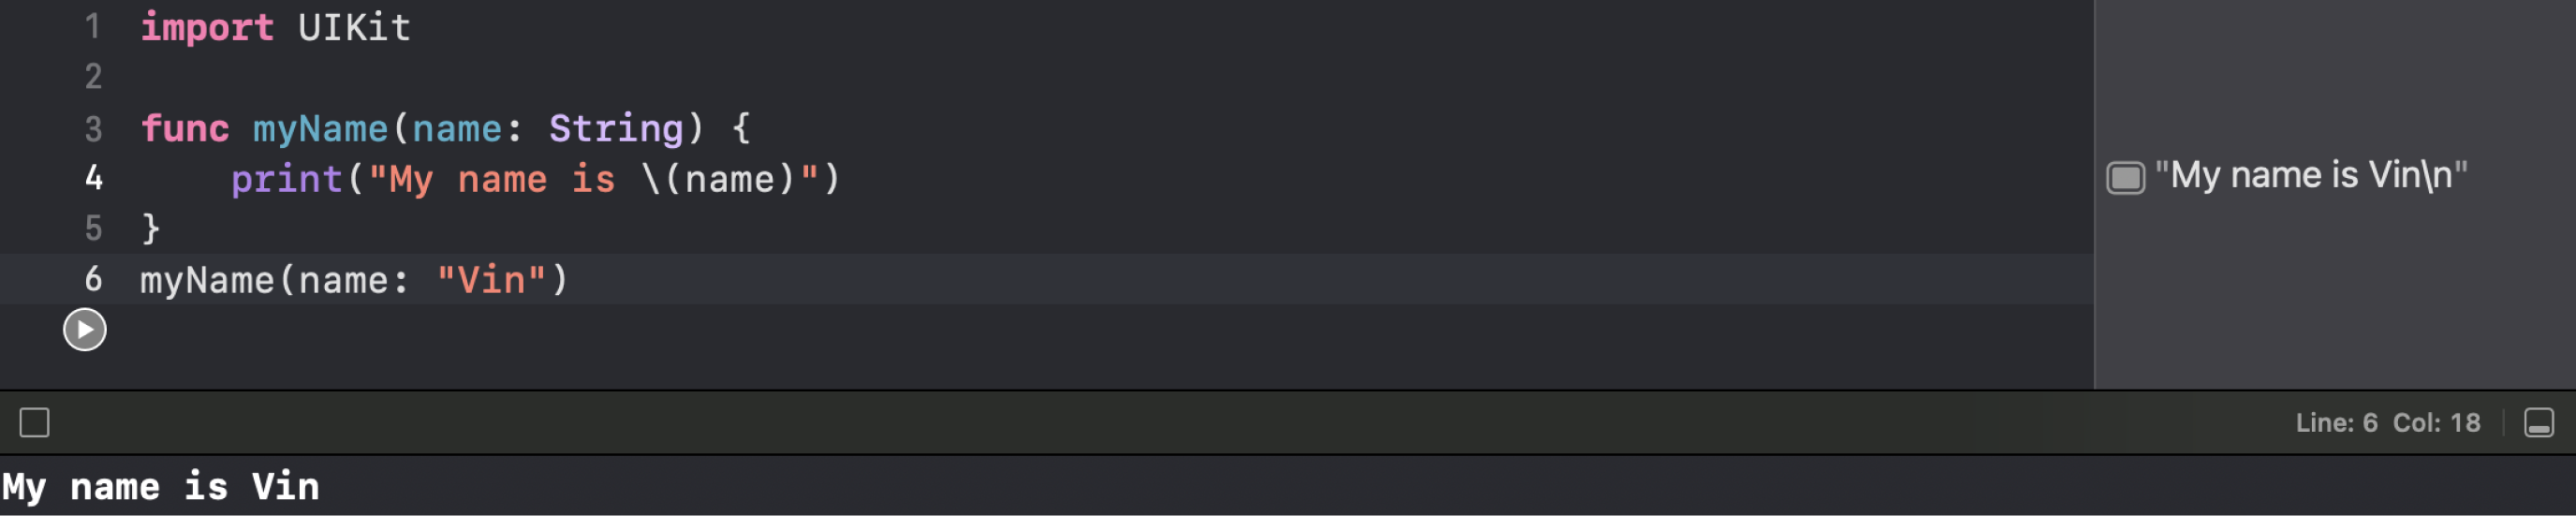 1 import UIKit
2
3 func myName(name: String) {
4     print("My name is \(name)")
"My name is Vin\n"
5 }
6 myName(name: "Vin")
Line: 6 Col: 18
My name is Vin